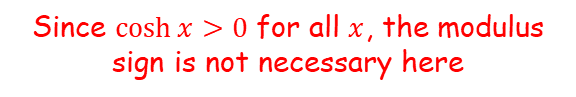 Since cosh x > 0 for all x, the modulus
sign is not necessary here